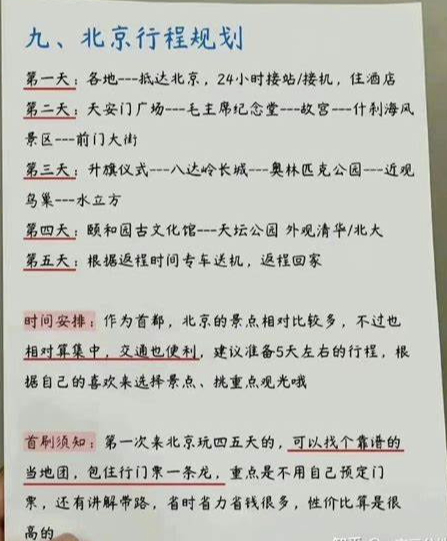 九、北京行程规划
第一天：各地---抵达北京，24小时接站/接机，住酒店
第二天：天安门广场---毛主席纪念堂---故宫---什刹海风
景区---前门大街
第三天：升旗仪式---八达岭长城---奥林匹克公园---近观
鸟巢---水立方
第四天：颐和园古文化馆---天坛公园 外观清华/北大
第五天：根据返程时间专车送机，返程回家
时间安排：作为首都，北京的景点相对比较多，不过也
相对算集中，交通也便利，建议准备5天左右的行程，根
据自己的喜欢来选择景点、挑重点观光哦
首刷须知：第一次来北京玩四五天的，可以找个靠谱的
当地团，包住行门票一条龙，重点是不用自己预定门
票，还有讲解带路，省时省力省钱很多，性价比算是很
高的